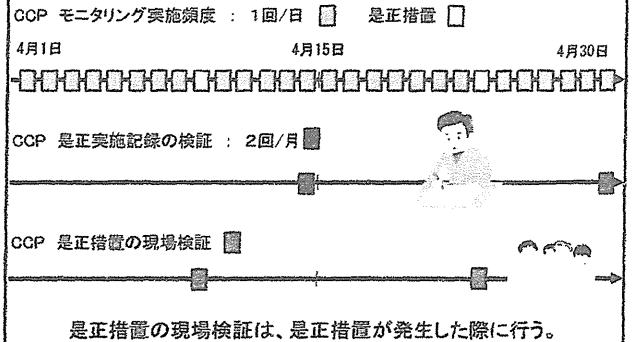 CCP モニタリング実施頻度 : 1回/日 是正措置
4月1日 4月15日 4月30日
CCP 是正実施記録の検証 : 2回/月
CCP 是正措置の現場検証
是正措置の現場検証は、是正措置が発生した際に行う。